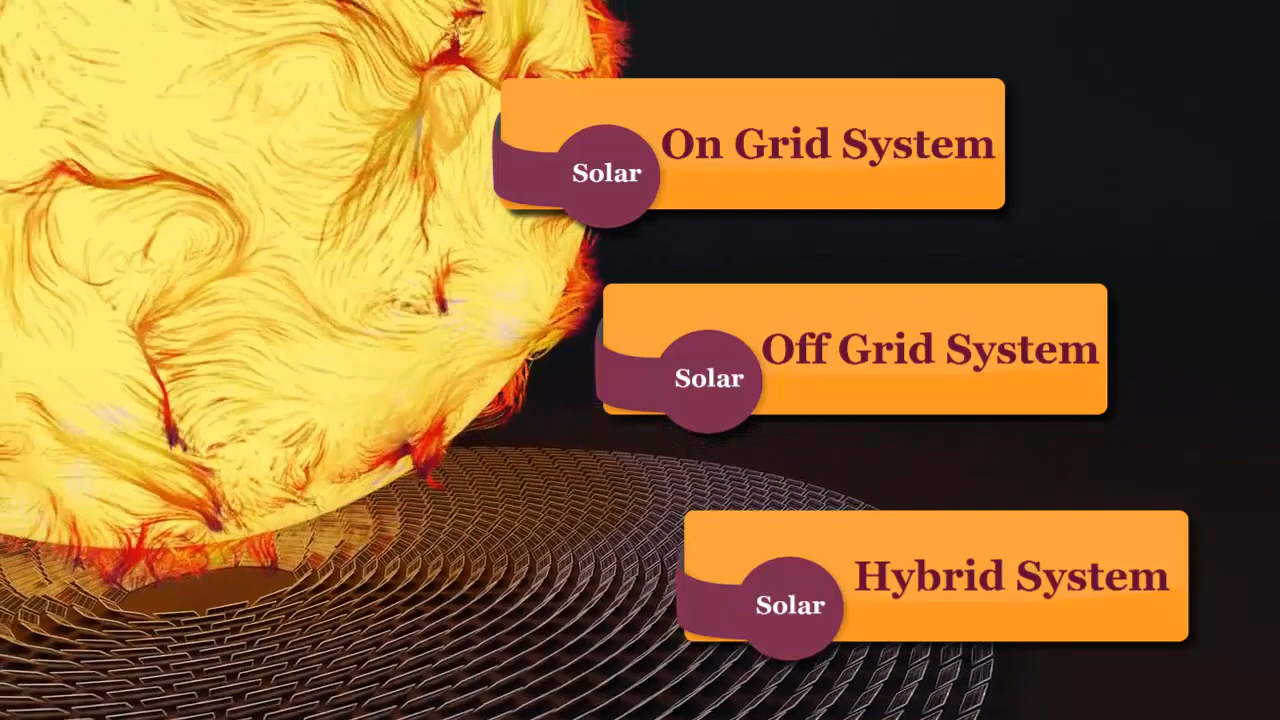 On Grid System
Solar
Off Grid System
Solar
Hybrid System
Solar